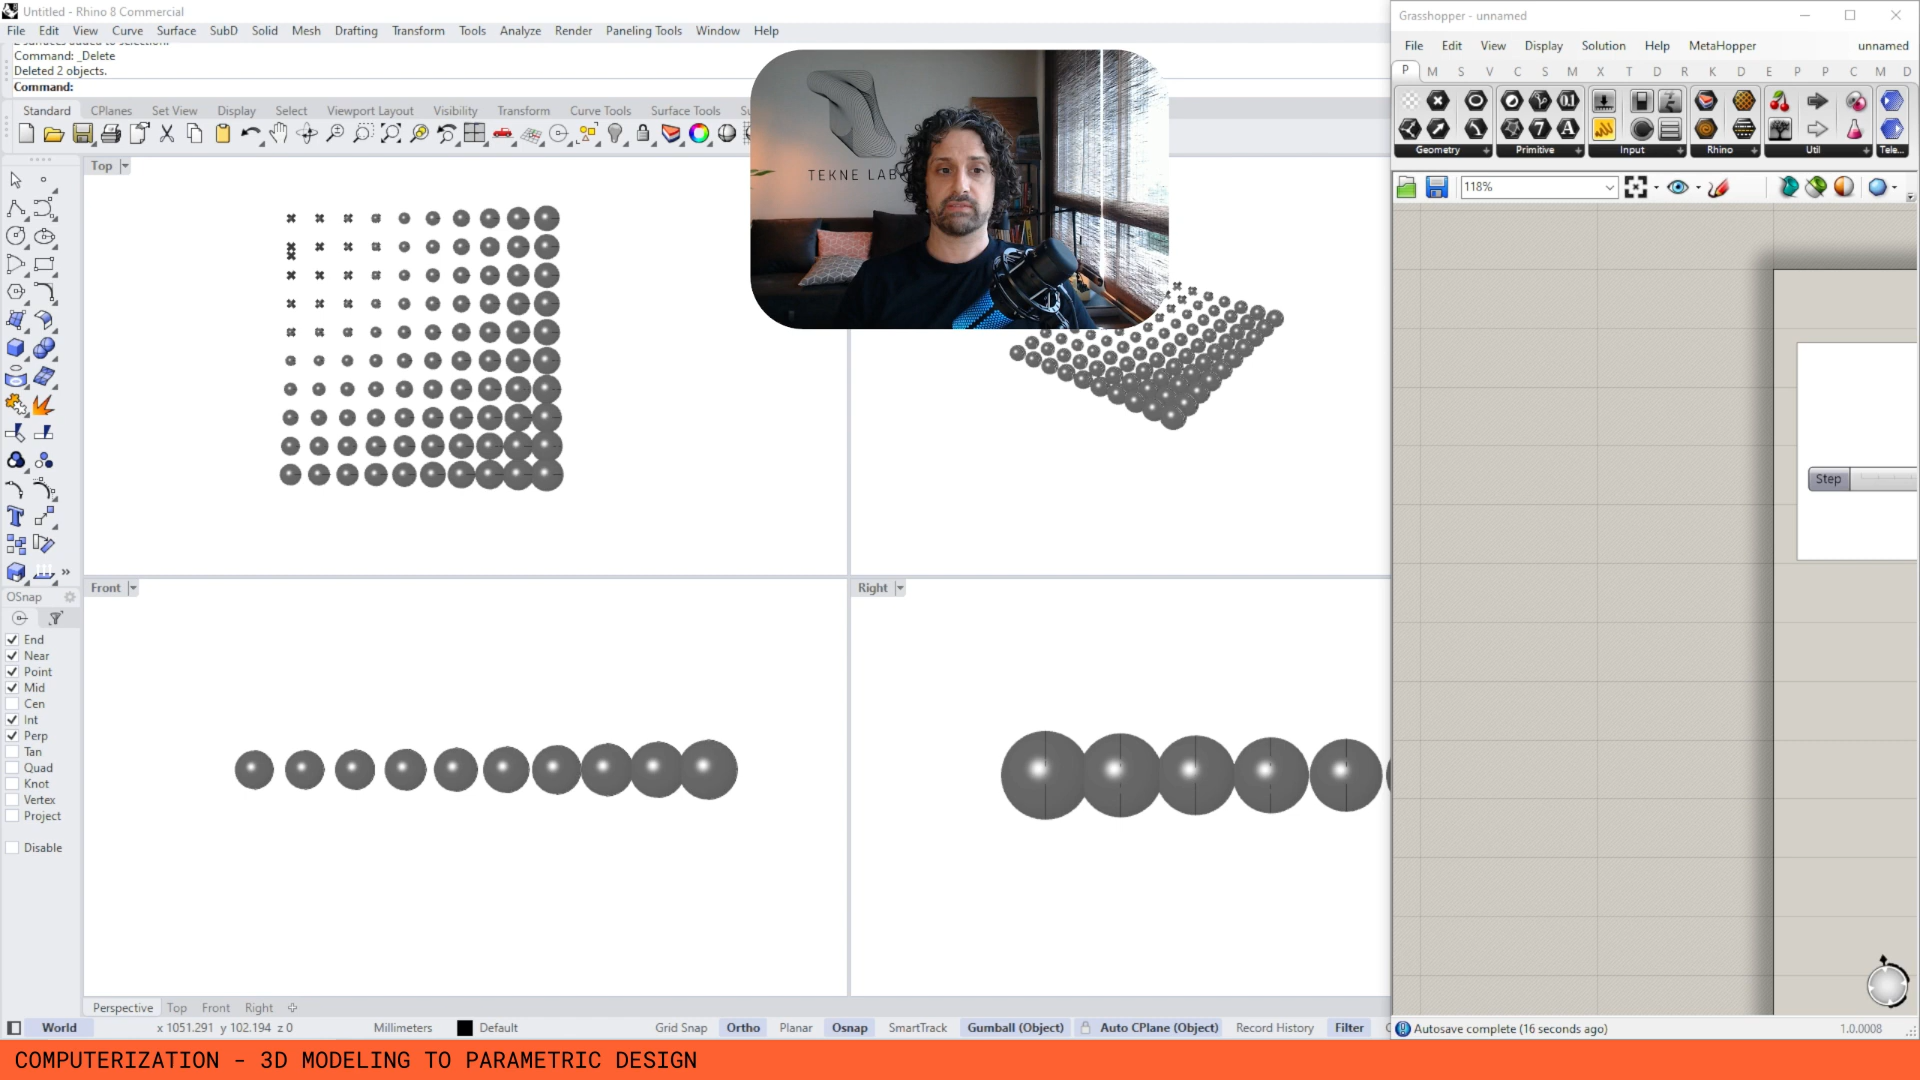 Untitled - Rhino 8 Commercial
File Edit View Curve Surface SubD Solid Mesh Drafting Transform Tools Analyze Render Paneling Tools Window Help
Command: _Delete
Deleted 2 objects.
Command:
Standard CPlanes Set View Display Select Viewport Layout Visibility Transform Curve Tools Surface Tools
Top
TEKNE LAB
Front
Right
OSnap
End
Near
Point
Mid
Cen
Int
Perp
Tan
Quad
Knot
Vertex
Project
Disable
Perspective Top Front Right
World x 1051.291 y 102.194 z 0 Millimeters Default Grid Snap Ortho Planar Osnap SmartTrack Gumball (Object) Auto CPlane (Object) Record History Filter
Grasshopper - unnamed
File Edit View Display Solution Help MetaHopper unnamed
P M S V C S M X T D R K D E P P C M D
Geometry Primitive Input Rhino Util Tele...
118%
Step
Autosave complete (16 seconds ago) 1.0.0008
COMPUTERIZATION - 3D MODELING TO PARAMETRIC DESIGN